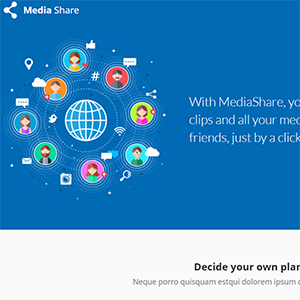 Media Share
With MediaShare, yo
clips and all your med
friends, just by a click
Decide your own plan
Neque porro quisquam estqui dolorem ipsum